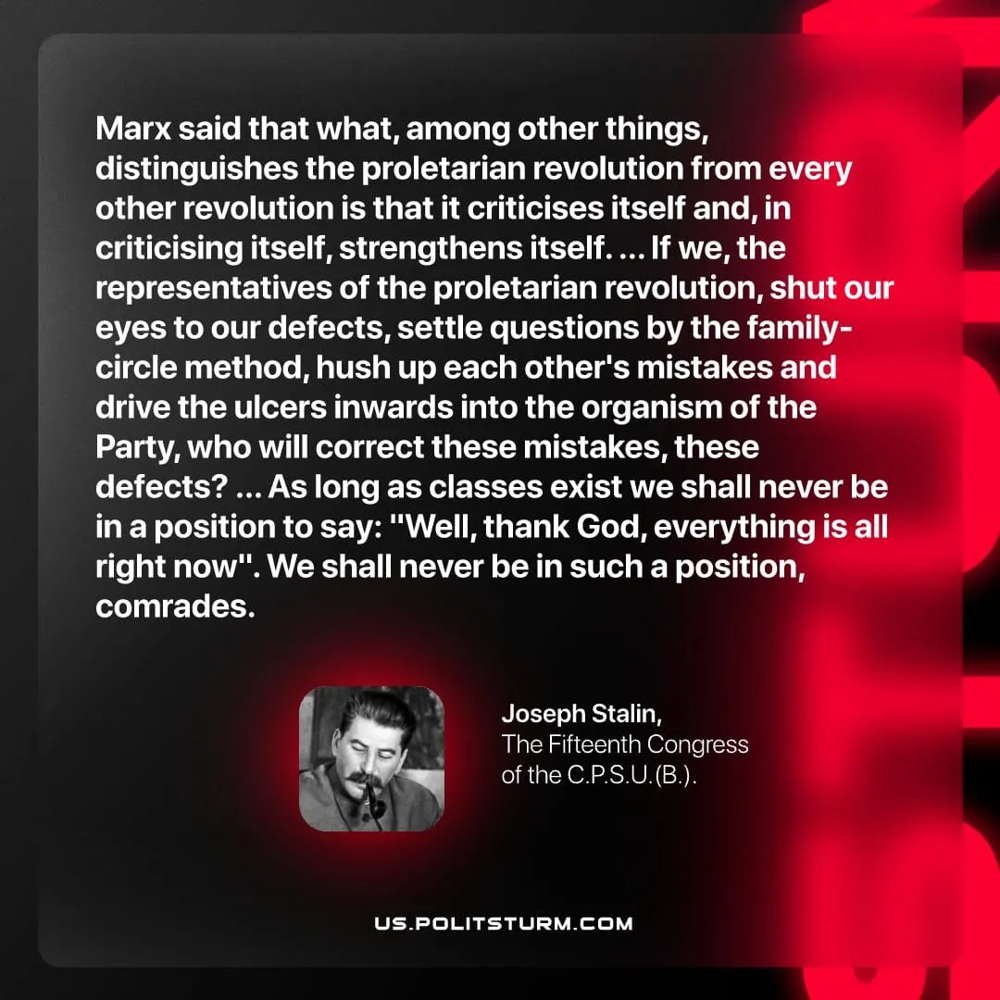 Marx said that what, among other things,
distinguishes the proletarian revolution from every
other revolution is that it criticises itself and, in
criticising itself, strengthens itself. ... If we, the
representatives of the proletarian revolution, shut our
eyes to our defects, settle questions by the family-
circle method, hush up each other's mistakes and
drive the ulcers inwards into the organism of the
Party, who will correct these mistakes, these
defects? ... As long as classes exist we shall never be
in a position to say: "Well, thank God, everything is all
right now". We shall never be in such a position,
comrades.
Joseph Stalin,
The Fifteenth Congress
of the C.P.S.U.(B.).
US.POLITSTURM.COM